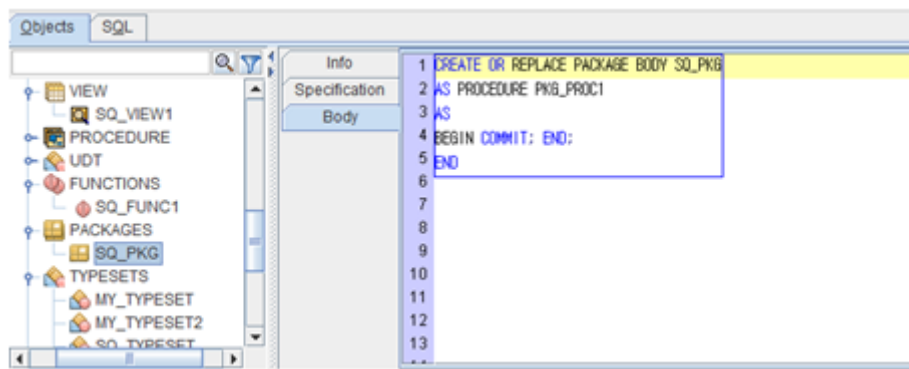 Objects SQL
VIEW
SQ_VIEW1
PROCEDURE
UDT
FUNCTIONS
SQ_FUNC1
PACKAGES
SQ_PKG
TYPESETS
MY_TYPESET
MY_TYPESET2
SQ_TYPESET
Info
Specification
Body
1 CREATE OR REPLACE PACKAGE BODY SQ_PKG
2 AS PROCEDURE PKG_PROC1
3 AS
4 BEGIN COMMIT; END;
5 END
6
7
8
9
10
11
12
13